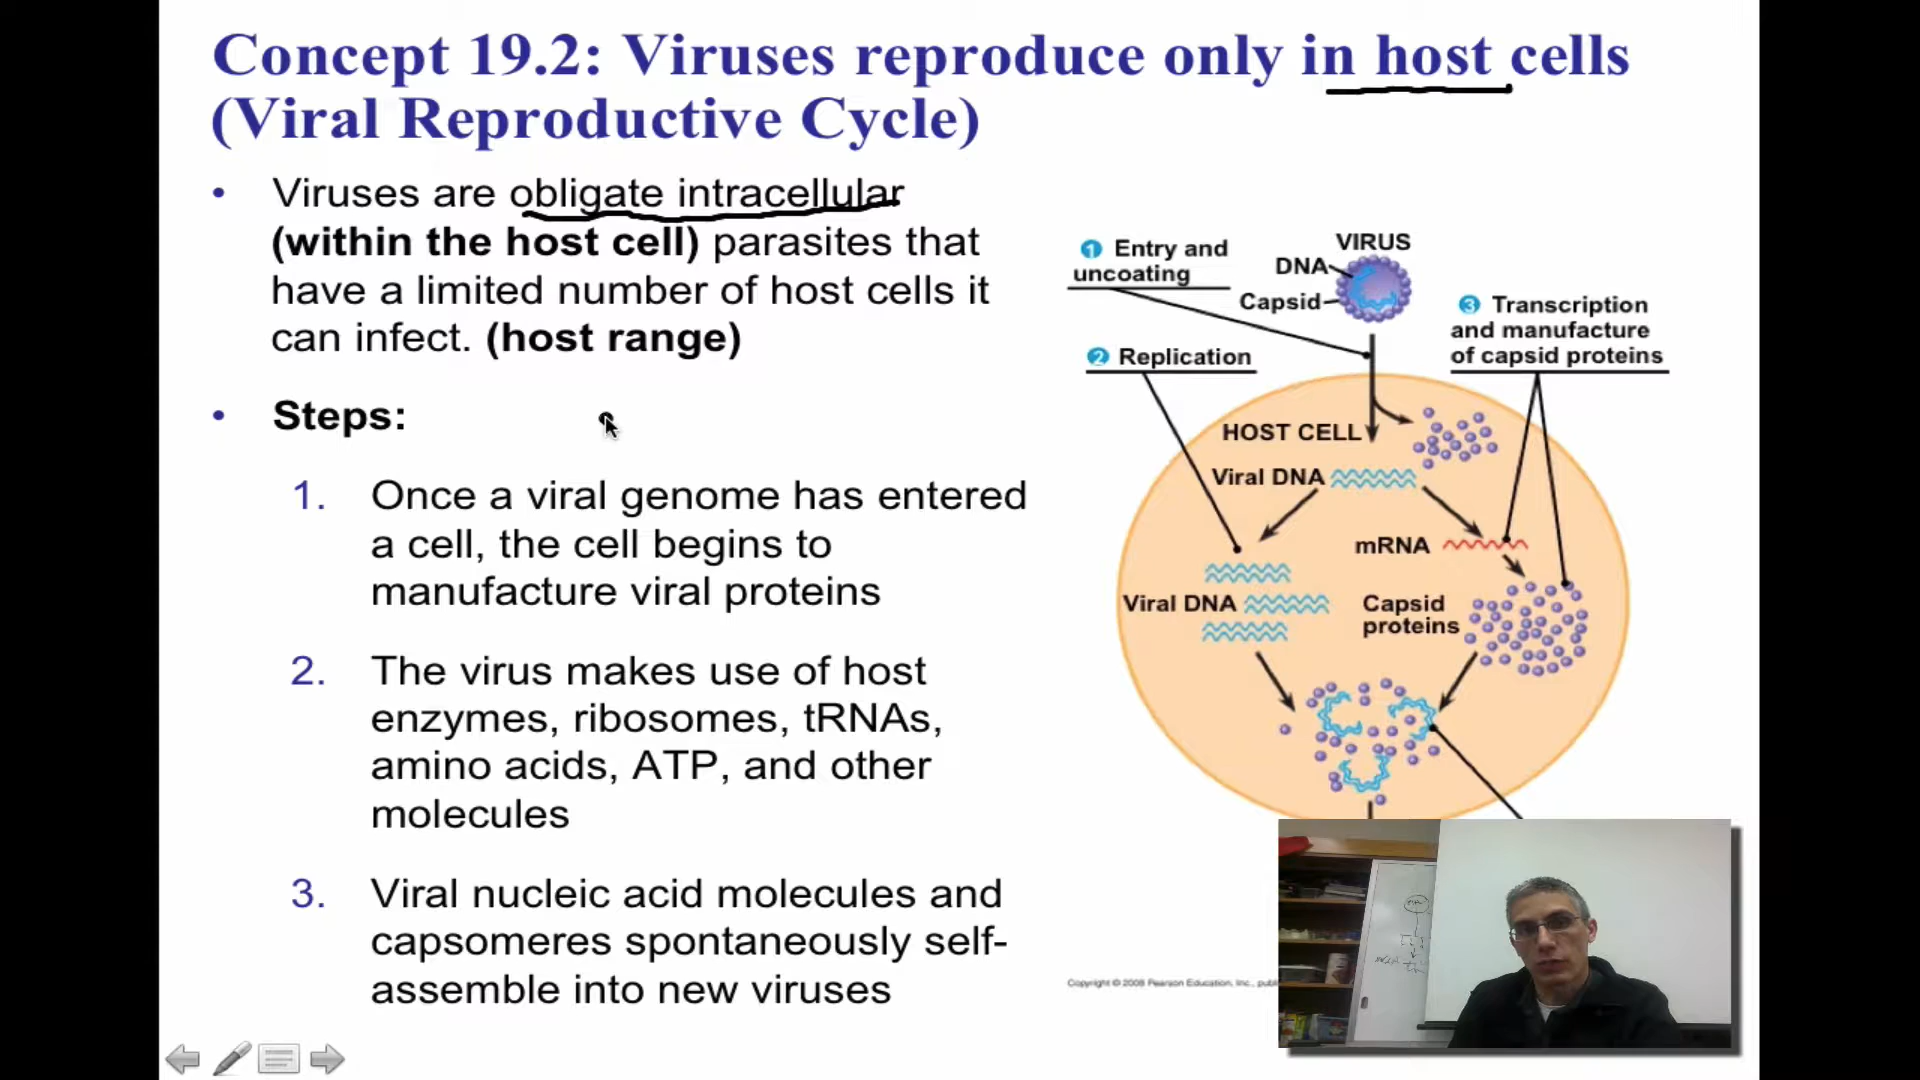 Concept 19.2: Viruses reproduce only in host cells
(Viral Reproductive Cycle)
• Viruses are obligate intracellular
(within the host cell) parasites that
have a limited number of host cells it
can infect. (host range)
• Steps:
1. Once a viral genome has entered
a cell, the cell begins to
manufacture viral proteins
2. The virus makes use of host
enzymes, ribosomes, tRNAs,
amino acids, ATP, and other
molecules
3. Viral nucleic acid molecules and
capsomeres spontaneously self-
assemble into new viruses
1 Entry and
uncoating
VIRUS
DNA
Capsid
2 Replication
3 Transcription
and manufacture
of capsid proteins
HOST CELL
Viral DNA
mRNA
Viral DNA
Capsid
proteins
Copyright © 2008 Pearson Education, Inc.,